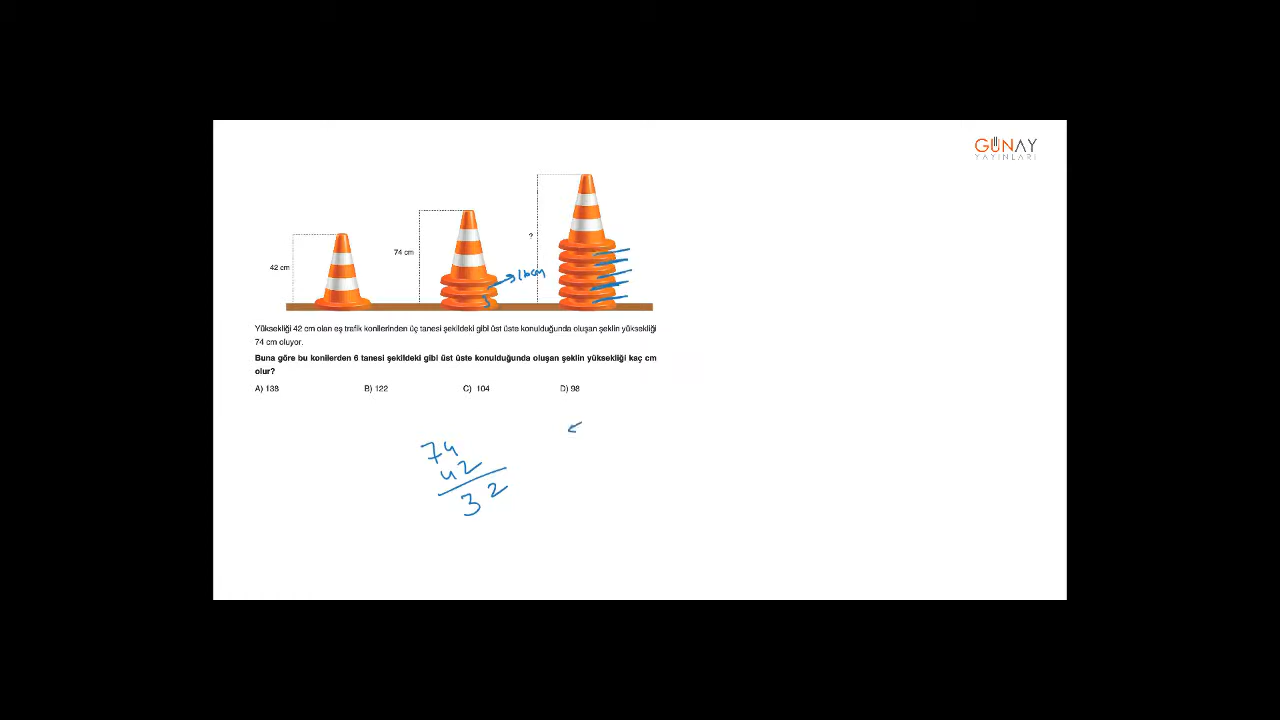 GÜNAY
YAYINLARI
42 cm
74 cm
?
16cm
Yüksekliği 42 cm olan eş trafik konilerinden üç tanesi şekildeki gibi üst üste konulduğunda oluşan şeklin yüksekliği
74 cm oluyor.
Buna göre bu konilerden 6 tanesi şekildeki gibi üst üste konulduğunda oluşan şeklin yüksekliği kaç cm
olur?
A) 138 B) 122 C) 104 D) 98
74
42
32